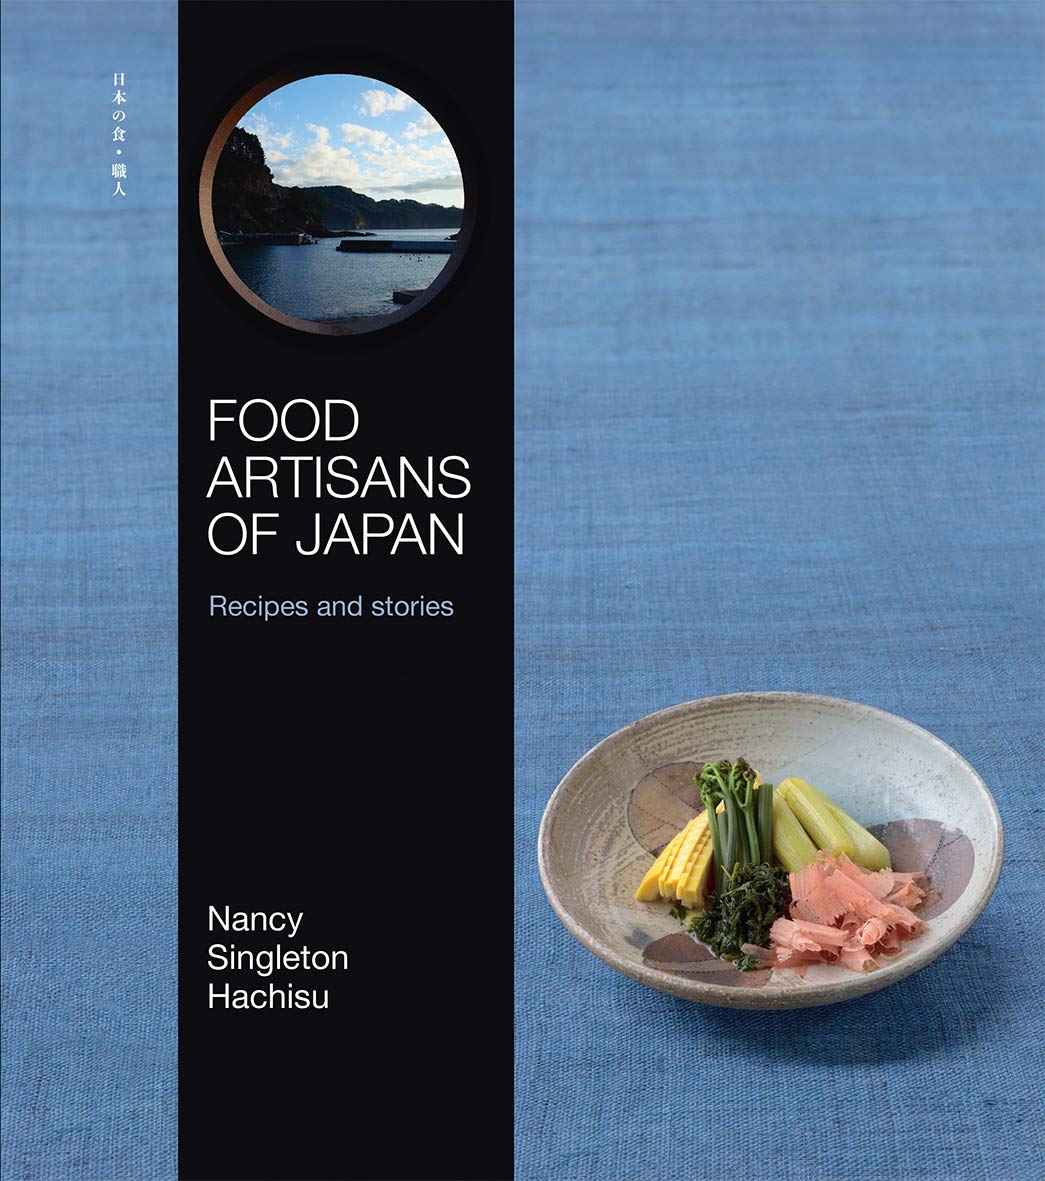 日本の食・職人
FOOD
ARTISANS
OF JAPAN
Recipes and stories
Nancy
Singleton
Hachisu